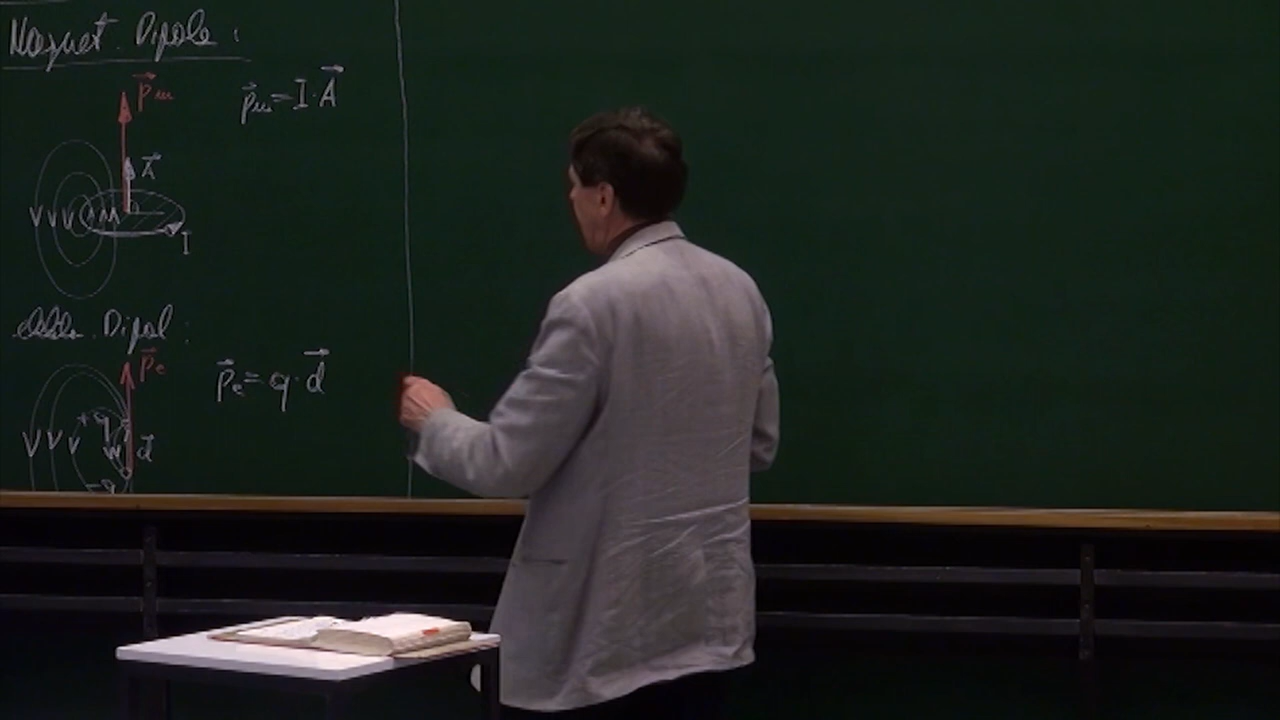 Magnet. Dipole :
p⃗m
p⃗m = I · A⃗
A⃗
I
Dipol :
p⃗e
p⃗e = q · d⃗
+q
d⃗
-q